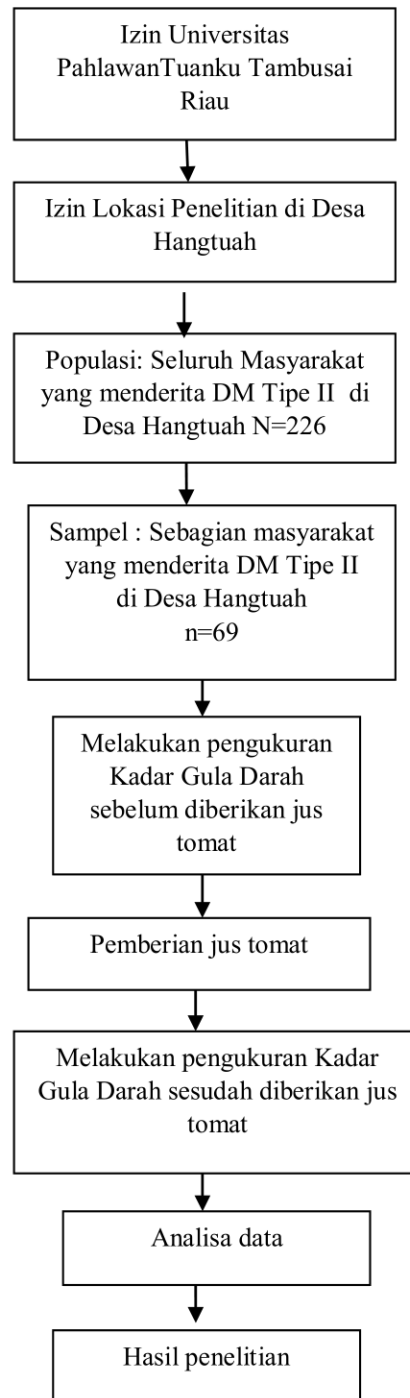 Izin Universitas
PahlawanTuanku Tambusai
Riau
Izin Lokasi Penelitian di Desa
Hangtuah
Populasi: Seluruh Masyarakat
yang menderita DM Tipe II di
Desa Hangtuah N=226
Sampel : Sebagian masyarakat
yang menderita DM Tipe II
di Desa Hangtuah
n=69
Melakukan pengukuran
Kadar Gula Darah
sebelum diberikan jus
tomat
Pemberian jus tomat
Melakukan pengukuran Kadar
Gula Darah sesudah diberikan jus
tomat
Analisa data
Hasil penelitian